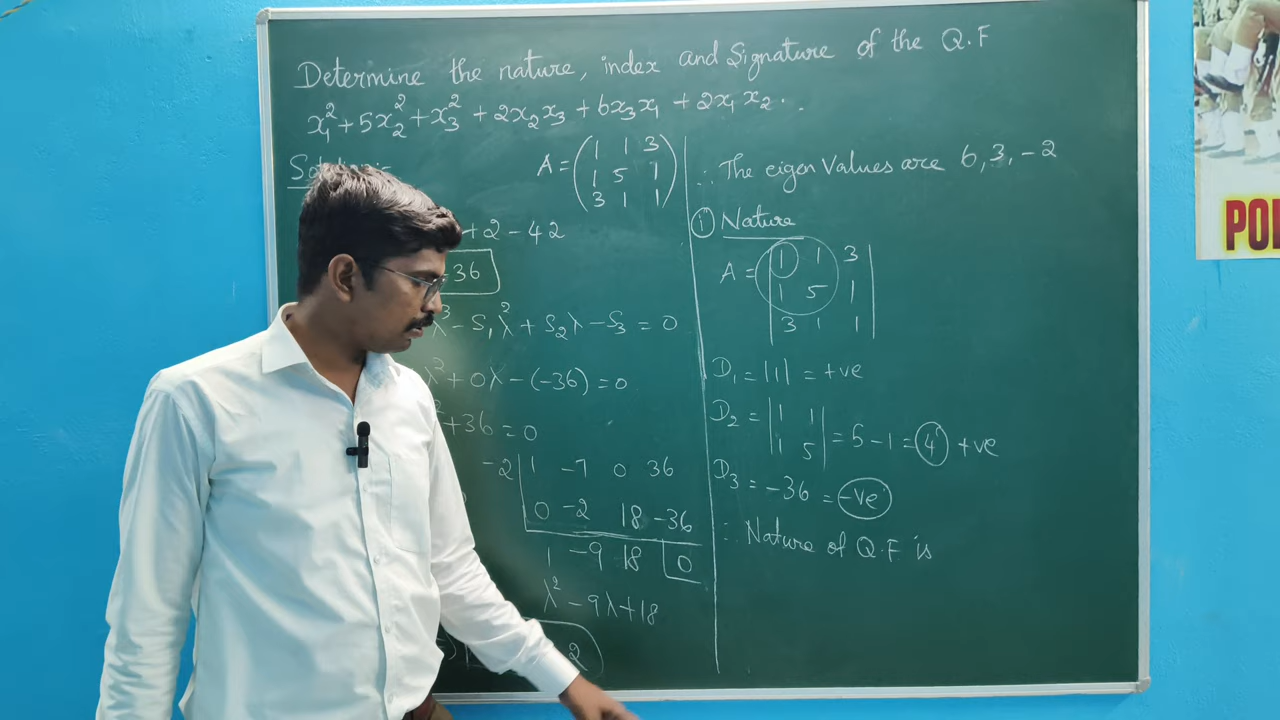 Determine the nature, index and Signature of the Q.F
x₁² + 5x₂² + x₃² + 2x₂x₃ + 6x₃x₁ + 2x₁x₂.
A = ( 1 1 3
1 5 1
3 1 1 )
+2 - 42
36
λ³ - S₁λ² + S₂λ - S₃ = 0
λ² + 0λ - (-36) = 0
+36 = 0
-2 | 1 -7 0 36
0 -2 18 -36
1 -9 18 0
λ² - 9λ + 18
2
∴ The eigen Values are 6, 3, -2
① Nature
A = | 1 1 3 |
1 5 1
3 1 1
D₁ = |1| = +ve
D₂ = | 1 1 |
1 5 = 5 - 1 = 4 +ve
D₃ = -36 = -ve
∴ Nature of Q.F is